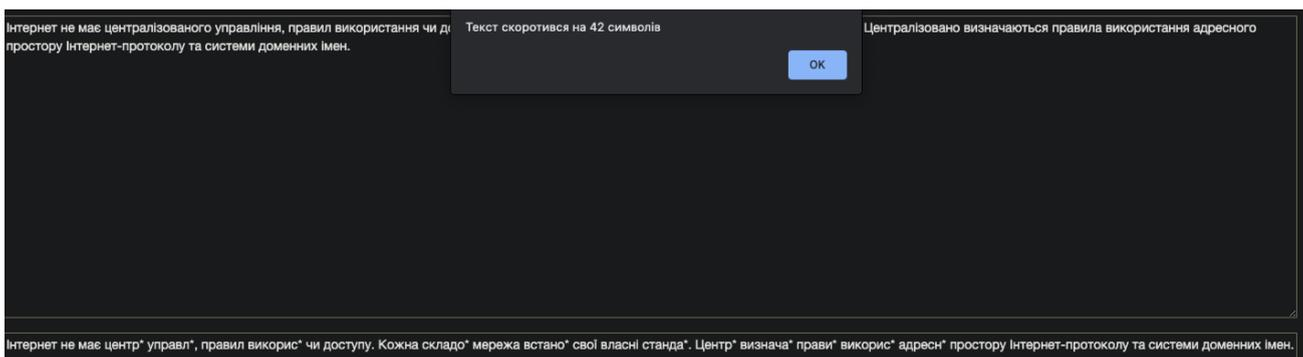 Інтернет не має централізованого управління, правил використання чи до
Текст скоротився на 42 символів
Централізовано визначаються правила використання адресного
простору Інтернет-протоколу та системи доменних імен.
OK
Інтернет не має центр* управл*, правил викорис* чи доступу. Кожна складо* мережа встано* свої власні станда*. Центр* визнача* прави* викорис* адресн* простору Інтернет-протоколу та системи доменних імен.